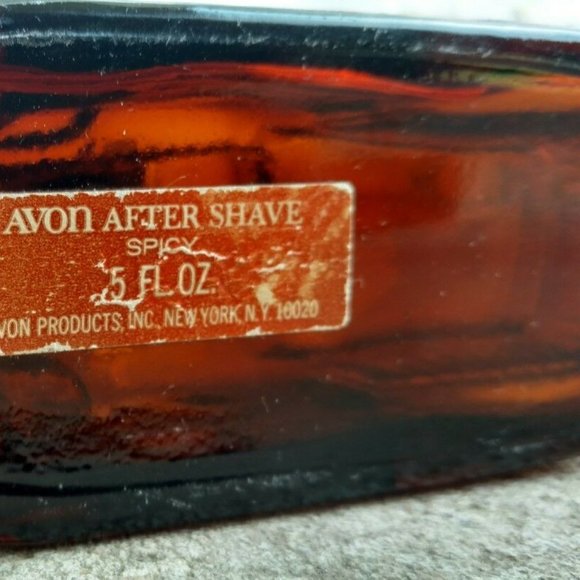 AVON AFTER SHAVE
SPICY
5 FL. OZ.
VON PRODUCTS, INC., NEW YORK, N.Y. 10020